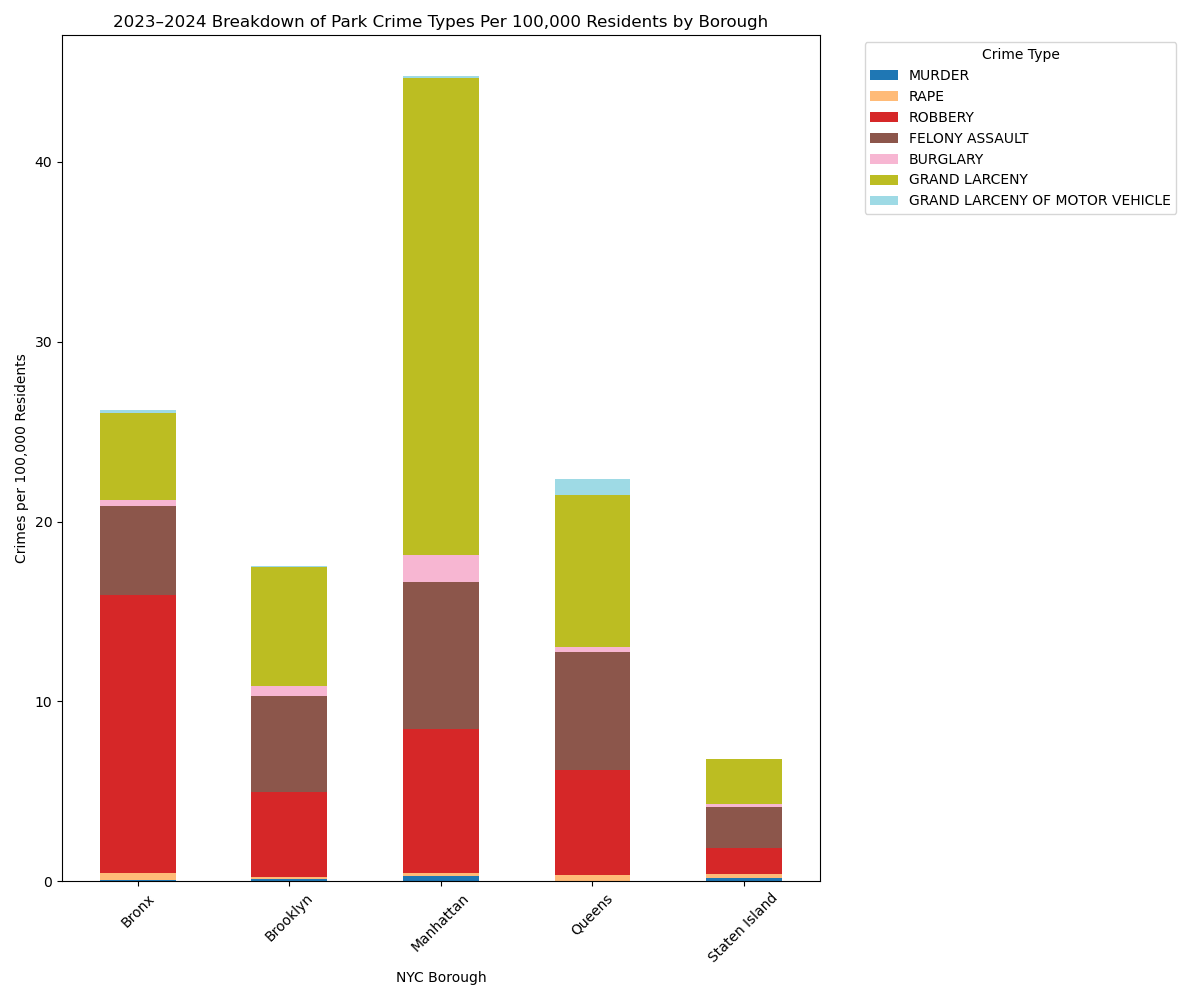 2023–2024 Breakdown of Park Crime Types Per 100,000 Residents by Borough
Crime Type
MURDER
RAPE
ROBBERY
FELONY ASSAULT
BURGLARY
GRAND LARCENY
GRAND LARCENY OF MOTOR VEHICLE
Crimes per 100,000 Residents
40
30
20
10
0
Bronx
Brooklyn
Manhattan
Queens
Staten Island
NYC Borough